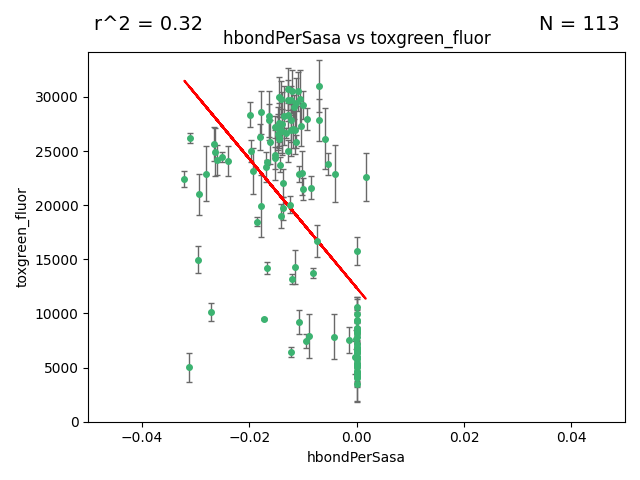 r^2 = 0.32
N = 113
hbondPerSasa vs toxgreen_fluor
toxgreen_fluor
30000
25000
20000
15000
10000
5000
0
−0.04
−0.02
0.00
0.02
0.04
hbondPerSasa